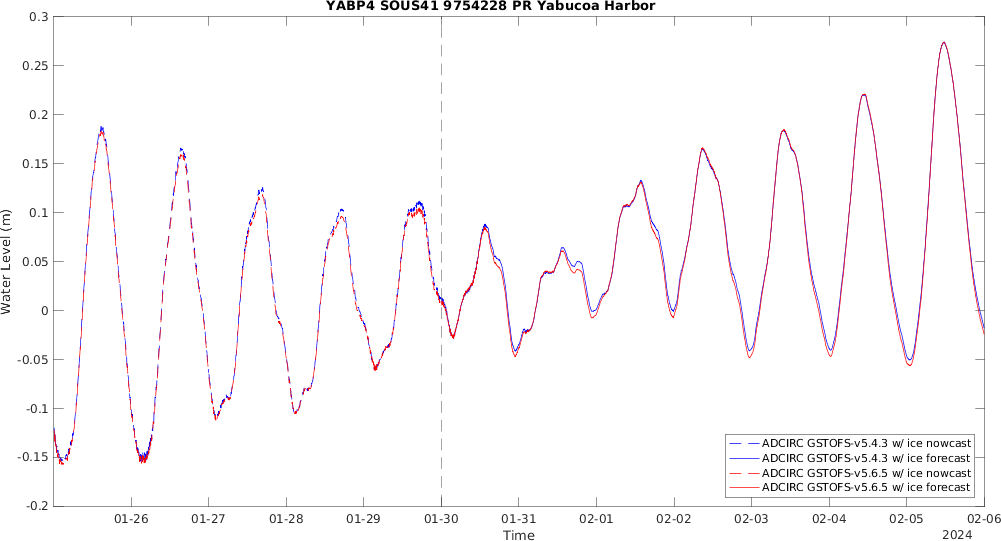 YABP4 SOUS41 9754228 PR Yabucoa Harbor
0.3
0.25
0.2
0.15
0.1
0.05
0
-0.05
-0.1
-0.15
-0.2
Water Level (m)
01-26 01-27 01-28 01-29 01-30 01-31 02-01 02-02 02-03 02-04 02-05 02-06
Time
2024
ADCIRC GSTOFS-v5.4.3 w/ ice nowcast
ADCIRC GSTOFS-v5.4.3 w/ ice forecast
ADCIRC GSTOFS-v5.6.5 w/ ice nowcast
ADCIRC GSTOFS-v5.6.5 w/ ice forecast